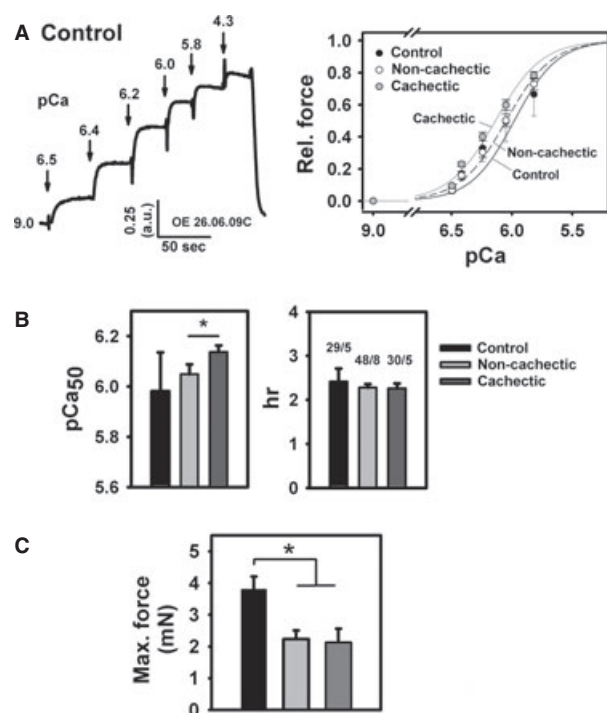 A Control
pCa
6.5
6.4
6.2
6.0
5.8
4.3
9.0
0.25
(a.u.)
OE 26.06.09C
50 sec
Rel. force
1.0
0.8
0.6
0.4
0.2
0.0
Control
Non-cachectic
Cachectic
Cachectic
Non-cachectic
Control
9.0 6.5 6.0 5.5
pCa
B
pCa50
6.2
6.0
5.8
5.6
*
hr
4
3
2
1
0
29/5 48/8 30/5
Control
Non-cachectic
Cachectic
C
Max. force
(mN)
5
4
3
2
1
0
*